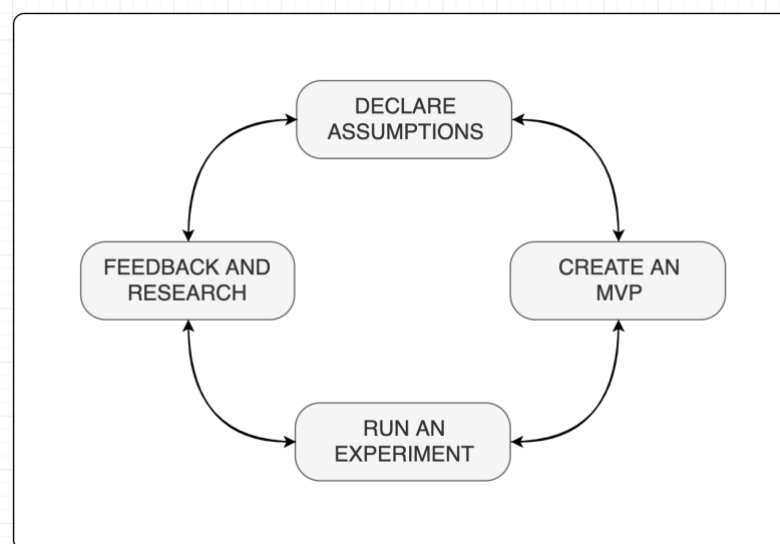 DECLARE
ASSUMPTIONS
FEEDBACK AND
RESEARCH
CREATE AN
MVP
RUN AN
EXPERIMENT